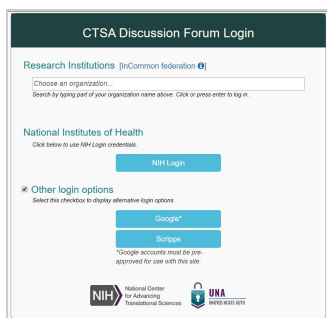 CTSA Discussion Forum Login
Research Institutions [InCommon federation ]
Choose an organization...
Search by typing part of your organization name above. Click or press enter to log in.
National Institutes of Health
Click below to use NIH Login credentials.
NIH Login
Other login options
Select this checkbox to display alternative login options.
Google*
Scripps
*Google accounts must be pre-
approved for use with this site.
NIH
National Center
for Advancing
Translational Sciences
UNA
UNIFIED NCATS AUTH